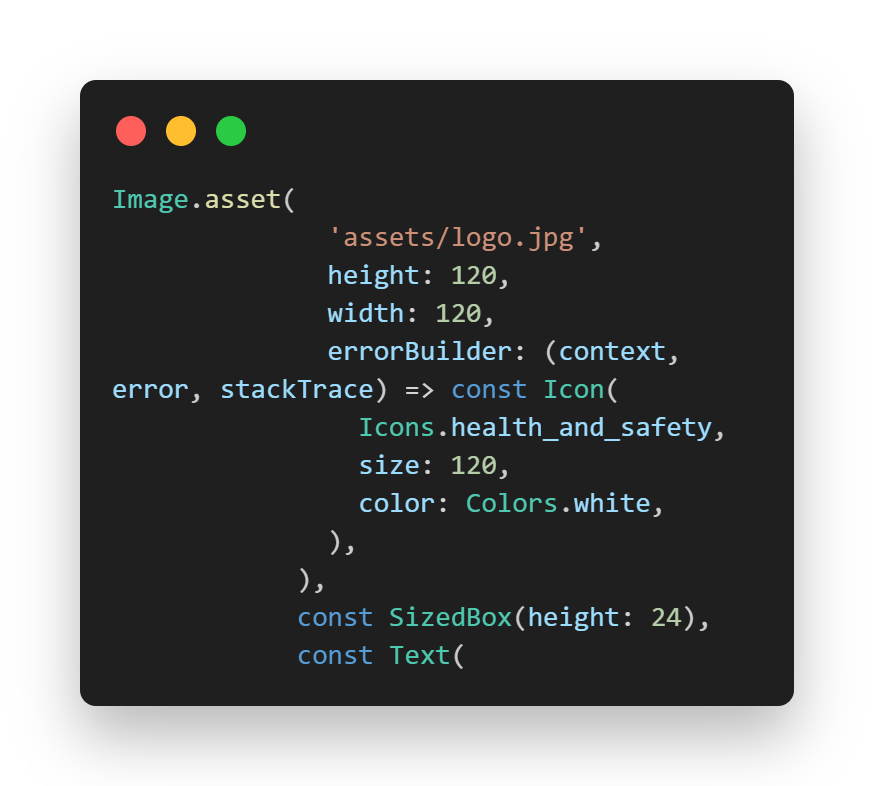 Image.asset(
              'assets/logo.jpg',
              height: 120,
              width: 120,
              errorBuilder: (context,
error, stackTrace) => const Icon(
                Icons.health_and_safety,
                size: 120,
                color: Colors.white,
              ),
            ),
            const SizedBox(height: 24),
            const Text(